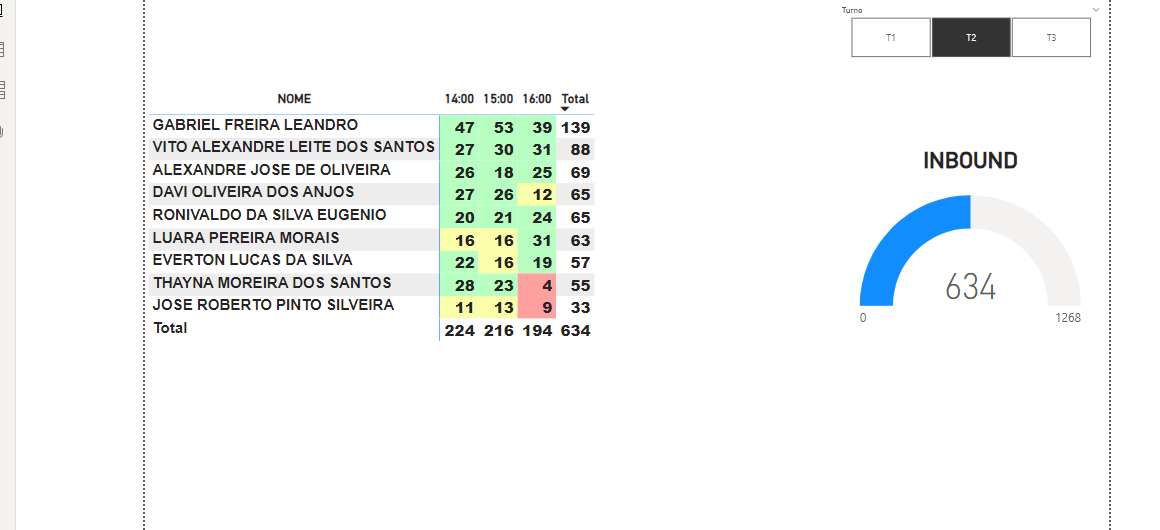 Turno
T1 T2 T3
NOME 14:00 15:00 16:00 Total
GABRIEL FREIRA LEANDRO 47 53 39 139
VITO ALEXANDRE LEITE DOS SANTOS 27 30 31 88
ALEXANDRE JOSE DE OLIVEIRA 26 18 25 69
DAVI OLIVEIRA DOS ANJOS 27 26 12 65
RONIVALDO DA SILVA EUGENIO 20 21 24 65
LUARA PEREIRA MORAIS 16 16 31 63
EVERTON LUCAS DA SILVA 22 16 19 57
THAYNA MOREIRA DOS SANTOS 28 23 4 55
JOSE ROBERTO PINTO SILVEIRA 11 13 9 33
Total 224 216 194 634
INBOUND
634
0 1268